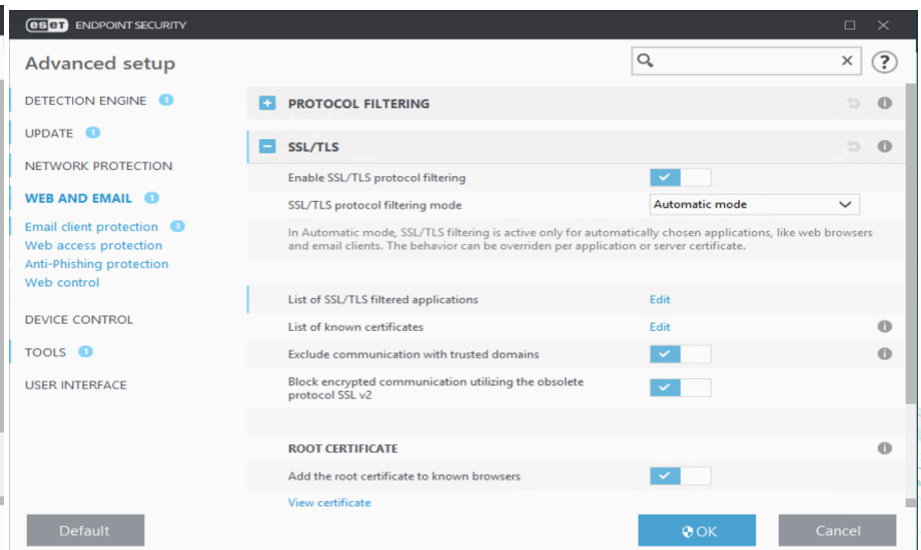 eset ENDPOINT SECURITY
Advanced setup
DETECTION ENGINE 1
UPDATE 1
NETWORK PROTECTION
WEB AND EMAIL 1
Email client protection 3
Web access protection
Anti-Phishing protection
Web control
DEVICE CONTROL
TOOLS 1
USER INTERFACE
PROTOCOL FILTERING
SSL/TLS
Enable SSL/TLS protocol filtering
SSL/TLS protocol filtering mode Automatic mode
In Automatic mode, SSL/TLS filtering is active only for automatically chosen applications, like web browsers
and email clients. The behavior can be overriden per application or server certificate.
List of SSL/TLS filtered applications Edit
List of known certificates Edit
Exclude communication with trusted domains
Block encrypted communication utilizing the obsolete
protocol SSL v2
ROOT CERTIFICATE
Add the root certificate to known browsers
View certificate
Default OK Cancel